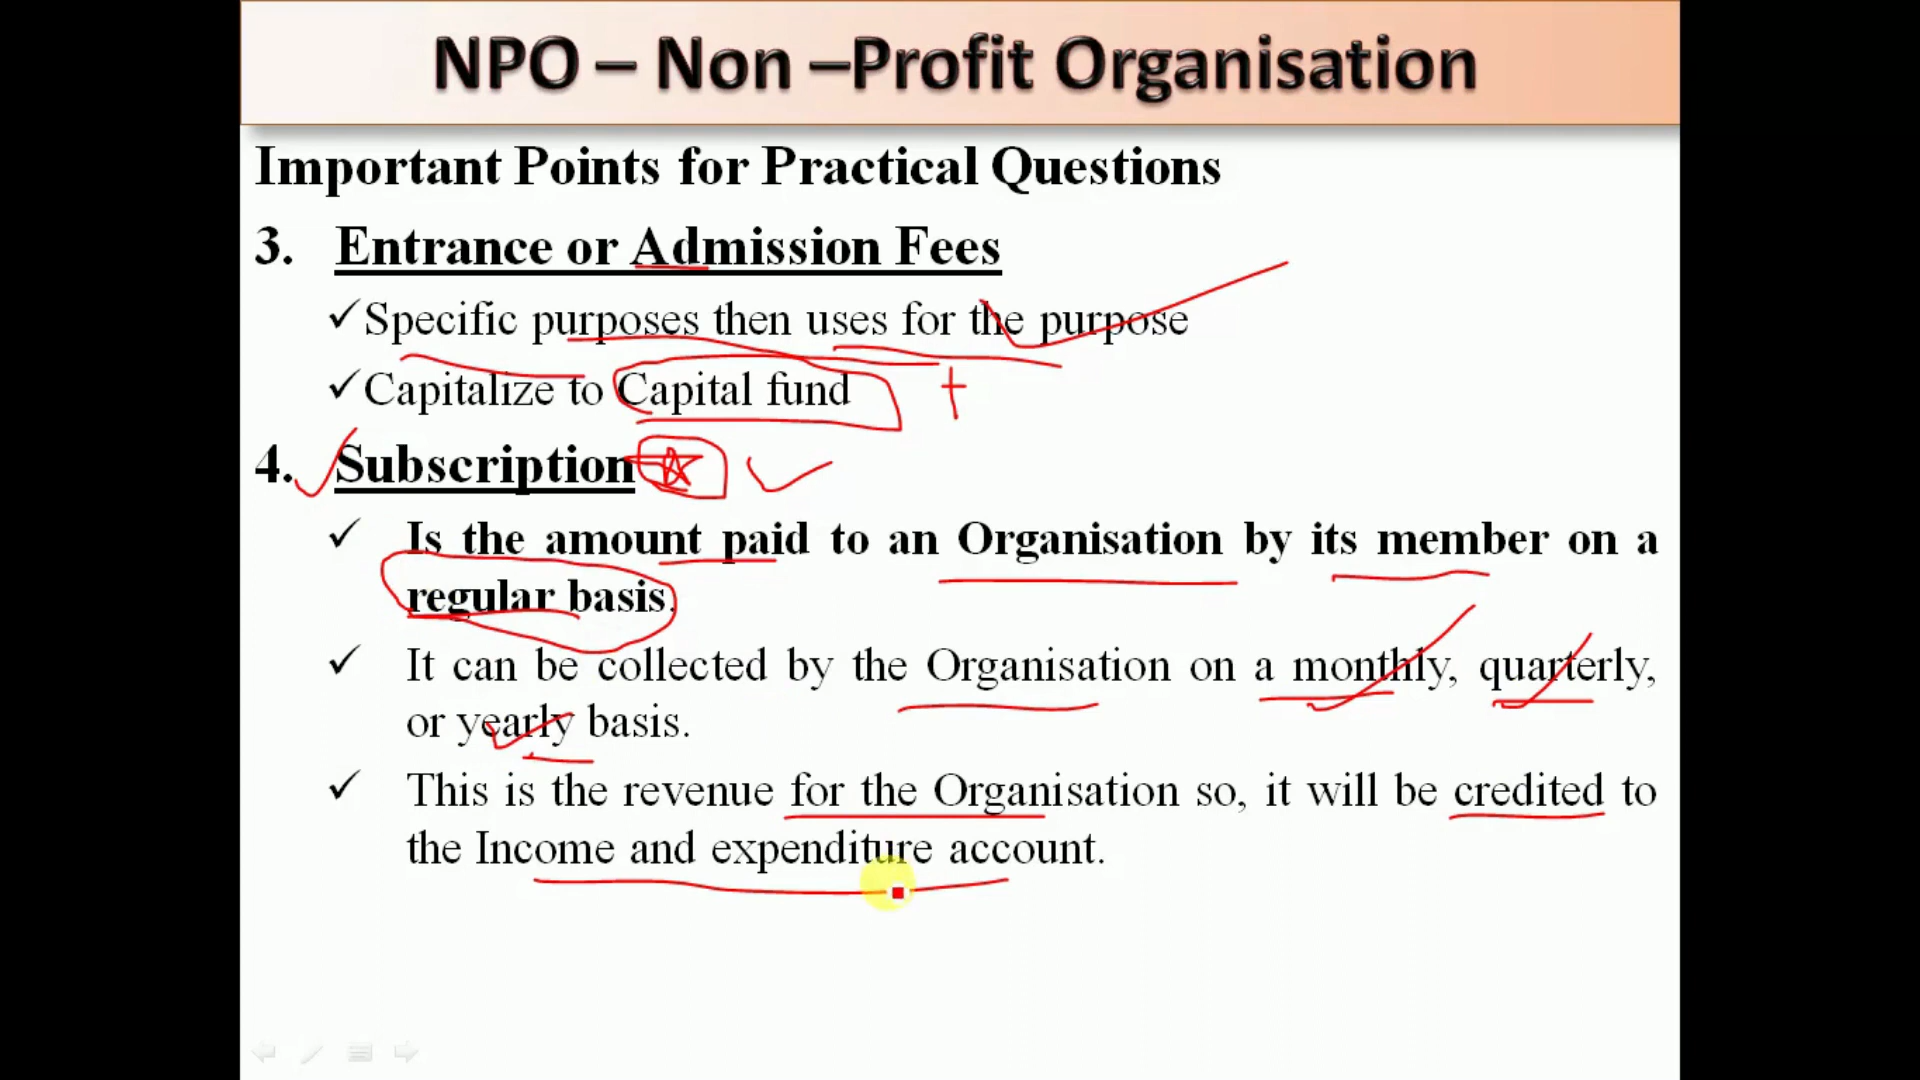 NPO – Non –Profit Organisation
Important Points for Practical Questions
3. Entrance or Admission Fees
✓Specific purposes then uses for the purpose
✓Capitalize to Capital fund +
4. Subscription
✓ Is the amount paid to an Organisation by its member on a
regular basis.
✓ It can be collected by the Organisation on a monthly, quarterly,
or yearly basis.
✓ This is the revenue for the Organisation so, it will be credited to
the Income and expenditure account.